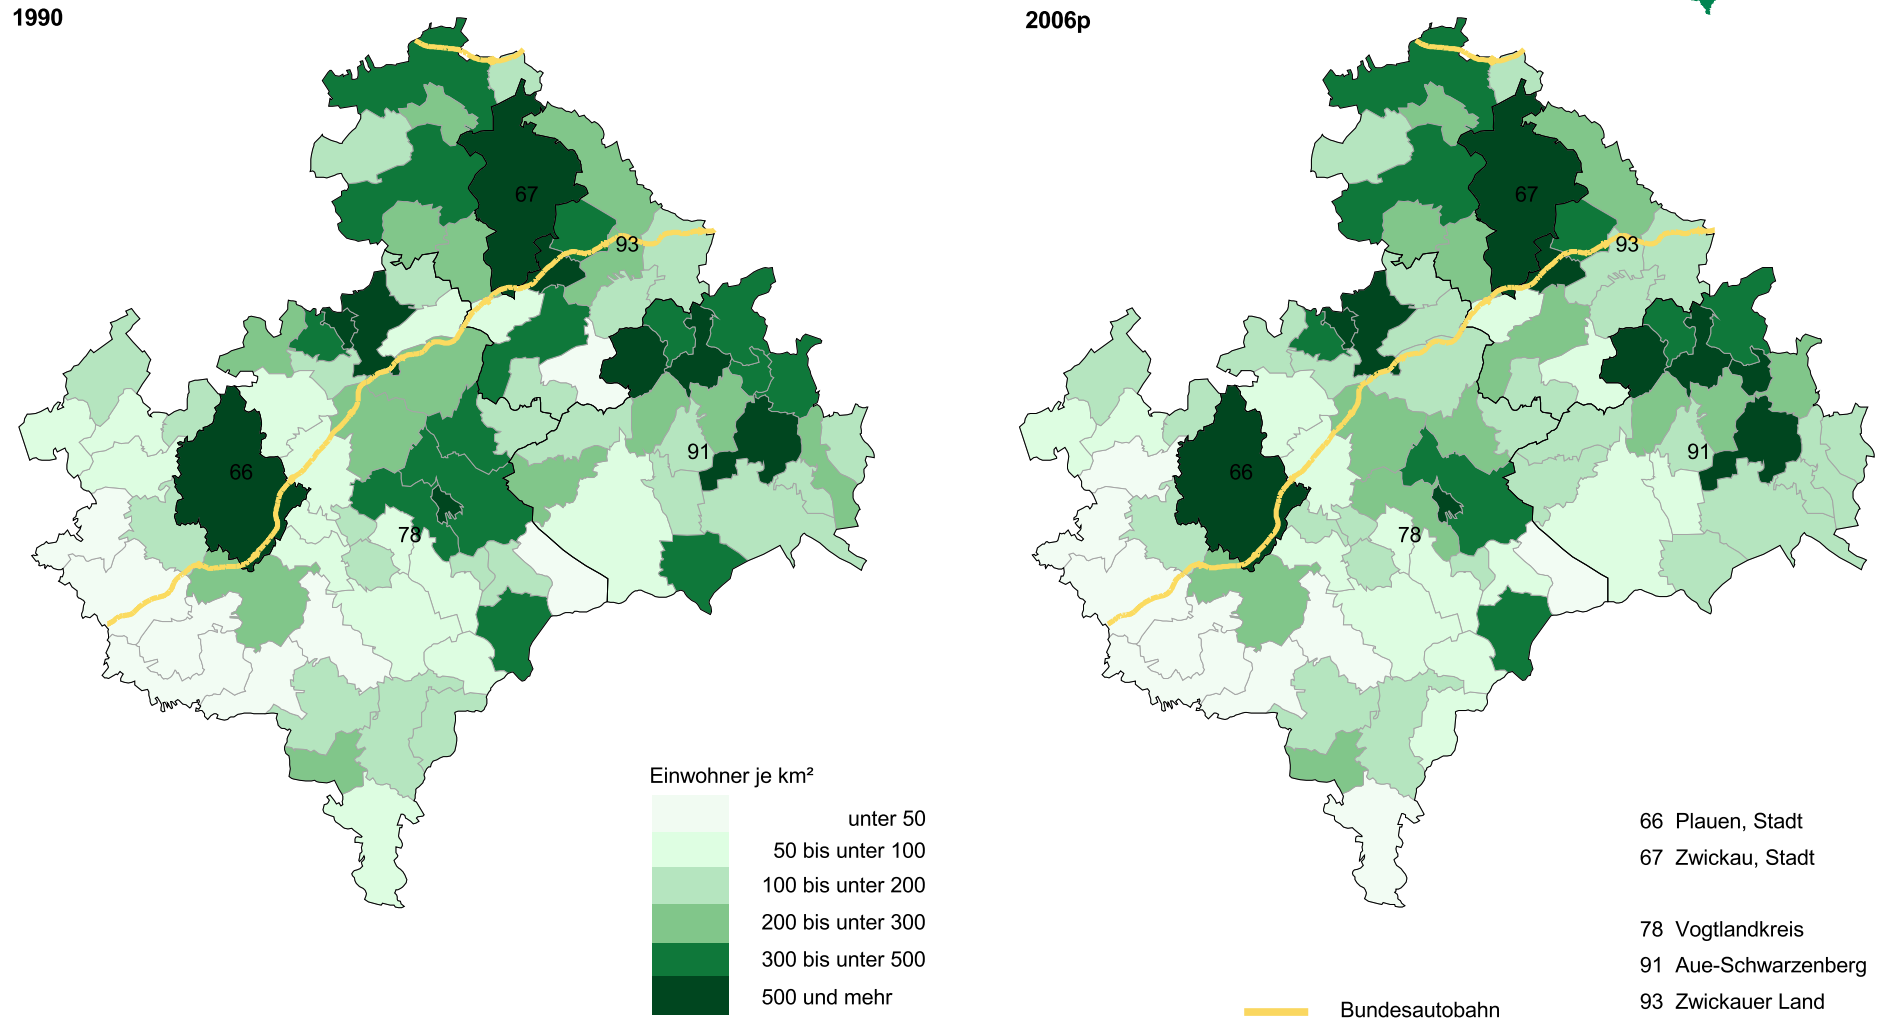 1990
2006p
67
93
66
91
78
67
93
66
91
78
Einwohner je km²
unter 50
50 bis unter 100
100 bis unter 200
200 bis unter 300
300 bis unter 500
500 und mehr
66 Plauen, Stadt
67 Zwickau, Stadt
78 Vogtlandkreis
91 Aue-Schwarzenberg
93 Zwickauer Land
Bundesautobahn